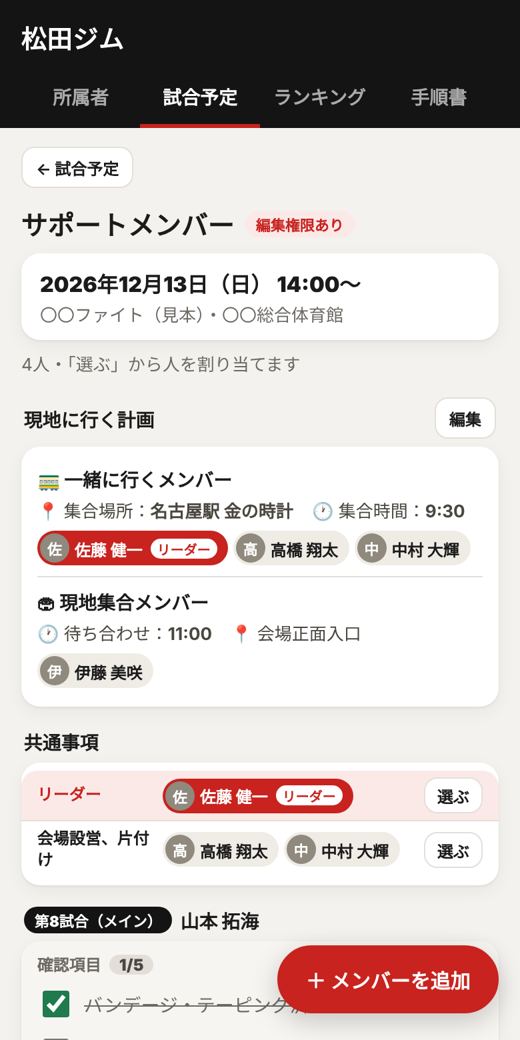 松田ジム
所属者 試合予定 ランキング 手順書
← 試合予定
サポートメンバー 編集権限あり
2026年12月13日（日） 14:00〜
〇〇ファイト（見本）・〇〇総合体育館
4人・「選ぶ」から人を割り当てます
現地に行く計画 編集
🚃 一緒に行くメンバー
📍 集合場所：名古屋駅 金の時計 🕐 集合時間：9:30
佐 佐藤 健一 リーダー 高 高橋 翔太 中 中村 大輝
🏟 現地集合メンバー
🕐 待ち合わせ：11:00 📍 会場正面入口
伊 伊藤 美咲
共通事項
リーダー 佐 佐藤 健一 リーダー 選ぶ
会場設営、片付
け 高 高橋 翔太 中 中村 大輝 選ぶ
第8試合（メイン） 山本 拓海
確認項目 1/5
＋ メンバーを追加
バンデージ・テーピング